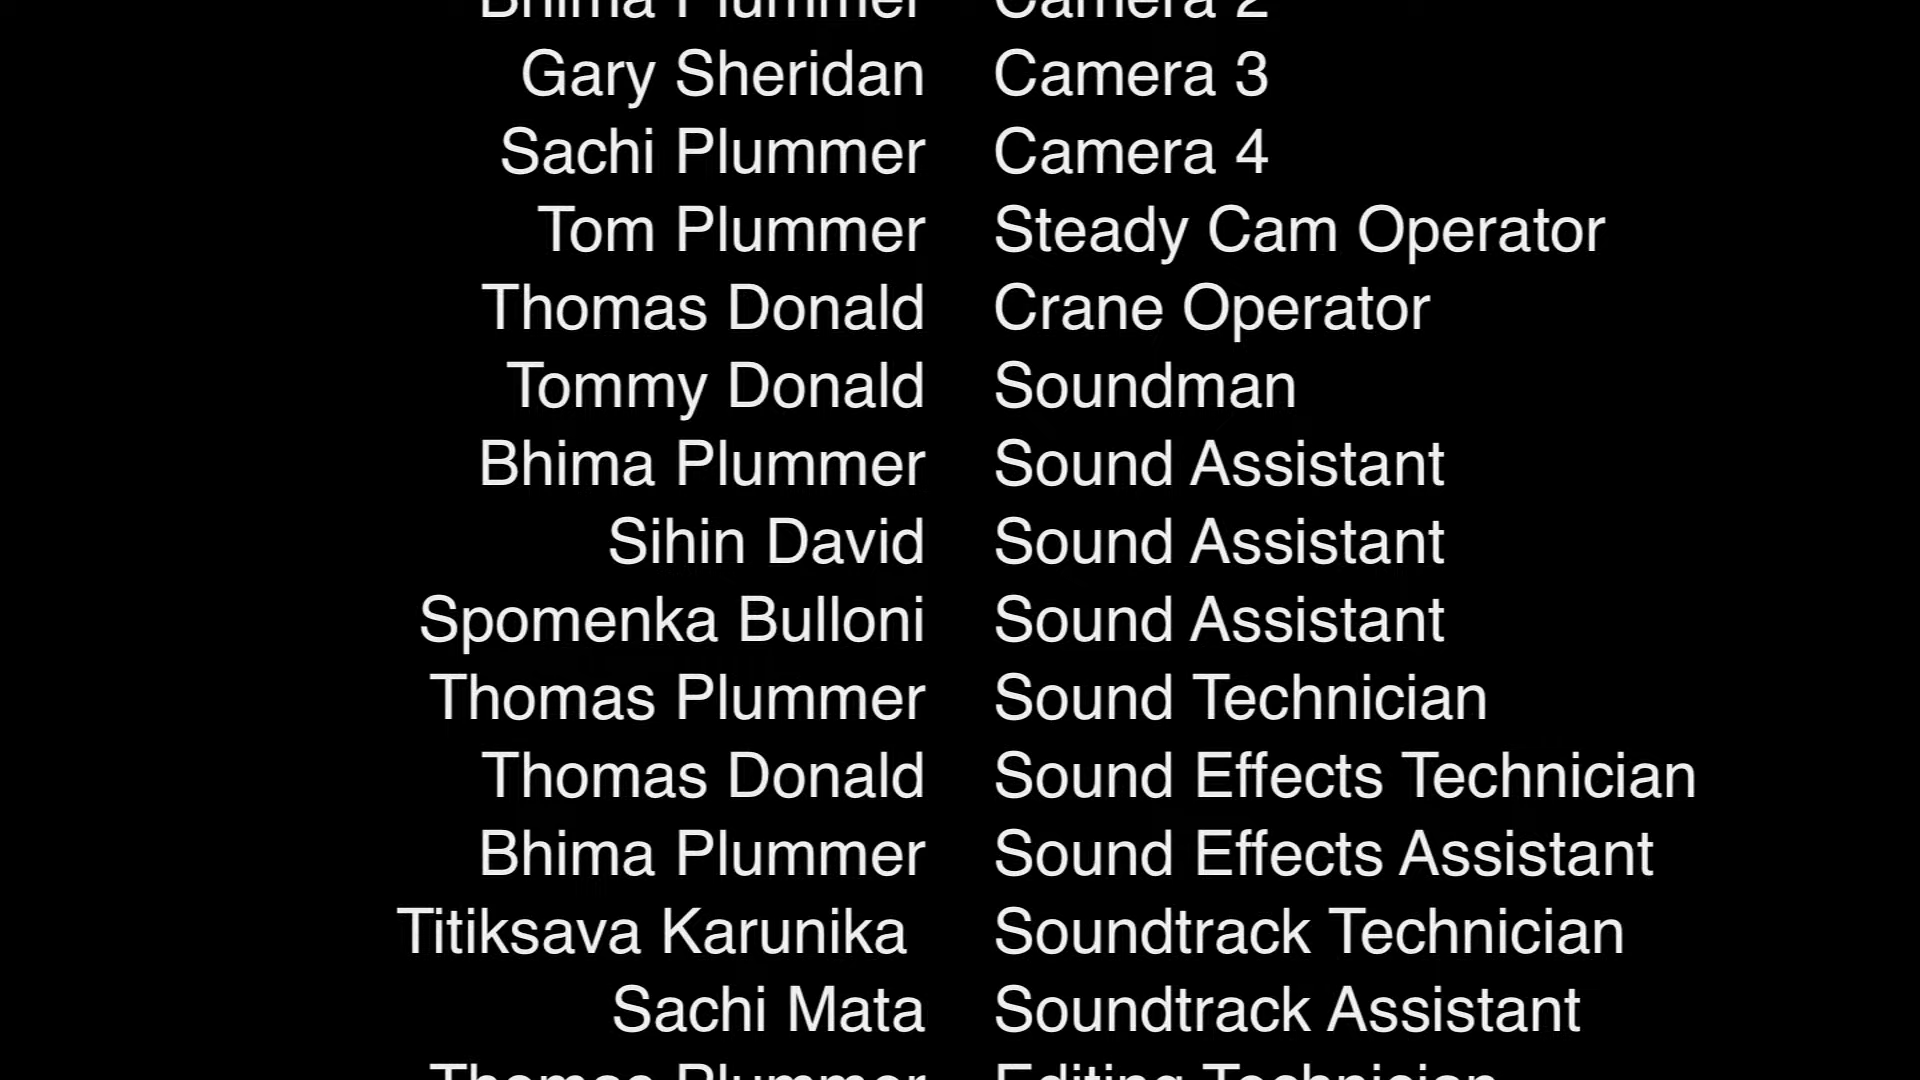 Bhima Plummer Camera 2
Gary Sheridan Camera 3
Sachi Plummer Camera 4
Tom Plummer Steady Cam Operator
Thomas Donald Crane Operator
Tommy Donald Soundman
Bhima Plummer Sound Assistant
Sihin David Sound Assistant
Spomenka Bulloni Sound Assistant
Thomas Plummer Sound Technician
Thomas Donald Sound Effects Technician
Bhima Plummer Sound Effects Assistant
Titiksava Karunika Soundtrack Technician
Sachi Mata Soundtrack Assistant
Thomas Plummer Editing Technician